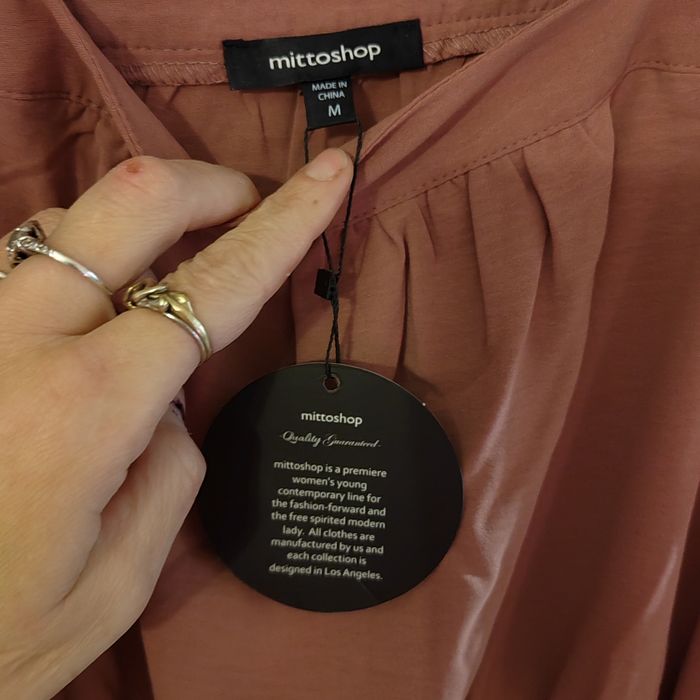 mittoshop
MADE IN
CHINA
M
mittoshop
Quality Guaranteed
mittoshop is a premiere
women's young
contemporary line for
the fashion-forward and
the free spirited modern
lady. All clothes are
manufactured by us and
each collection is
designed in Los Angeles.